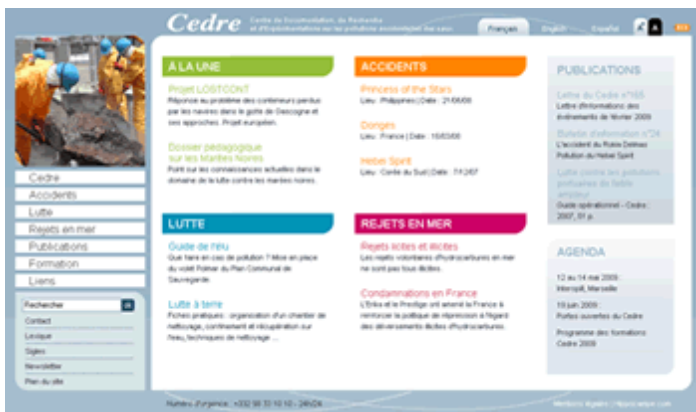 Cedre
Centre de Documentation, de Recherche
et d'Expérimentations sur les pollutions accidentelles des eaux
Français
English
Español
A
A
Cedre
Accidents
Lutte
Rejets en mer
Publications
Formation
Liens
Rechercher
Contact
Lexique
Sigles
Newsletter
Plan du site
A LA UNE
Projet LOSTCONT
Réponse au problème des conteneurs perdus
par les navires dans le golfe de Gascogne et
ses approches. Projet européen.
Dossier pédagogique
sur les Marées Noires
Point sur les connaissances actuelles dans le
domaine de la lutte contre les marées noires.
ACCIDENTS
Princess of the Stars
Lieu : Philippines | Date : 21/06/08
Donges
Lieu : France | Date : 16/03/08
Hebei Spirit
Lieu : Corée du Sud | Date : 7/12/07
LUTTE
Guide de l'élu
Que faire en cas de pollution ? Mise en place
du volet Polmar du Plan Communal de
Sauvegarde.
Lutte à terre
Fiches pratiques : organisation d'un chantier de
nettoyage, confinement et récupération sur
l'eau, techniques de nettoyage ...
REJETS EN MER
Rejets licites et illicites
Les rejets volontaires d'hydrocarbures en mer
ne sont pas tous illicites.
Condamnations en France
L'Erika et le Prestige ont amené la France à
renforcer la politique de répression à l'égard
des déversements illicites d'hydrocarbures.
PUBLICATIONS
Lettre du Cedre n°165
Lettre d'informations des
événements de février 2009
Bulletin d'information n°24
L'accident du Rokia Delmas
Pollution du Hebei Spirit
Lutte contre les pollutions
portuaires de faible
ampleur
Guide opérationnel - Cedre :
2007, 51 p.
AGENDA
12 au 14 mai 2009 :
Interspill, Marseille
19 juin 2009 :
Portes ouvertes du Cedre
Programme des formations
Cedre 2009
Numéro d'urgence : +332 98 33 10 10 - 24h/24
Mentions légales |